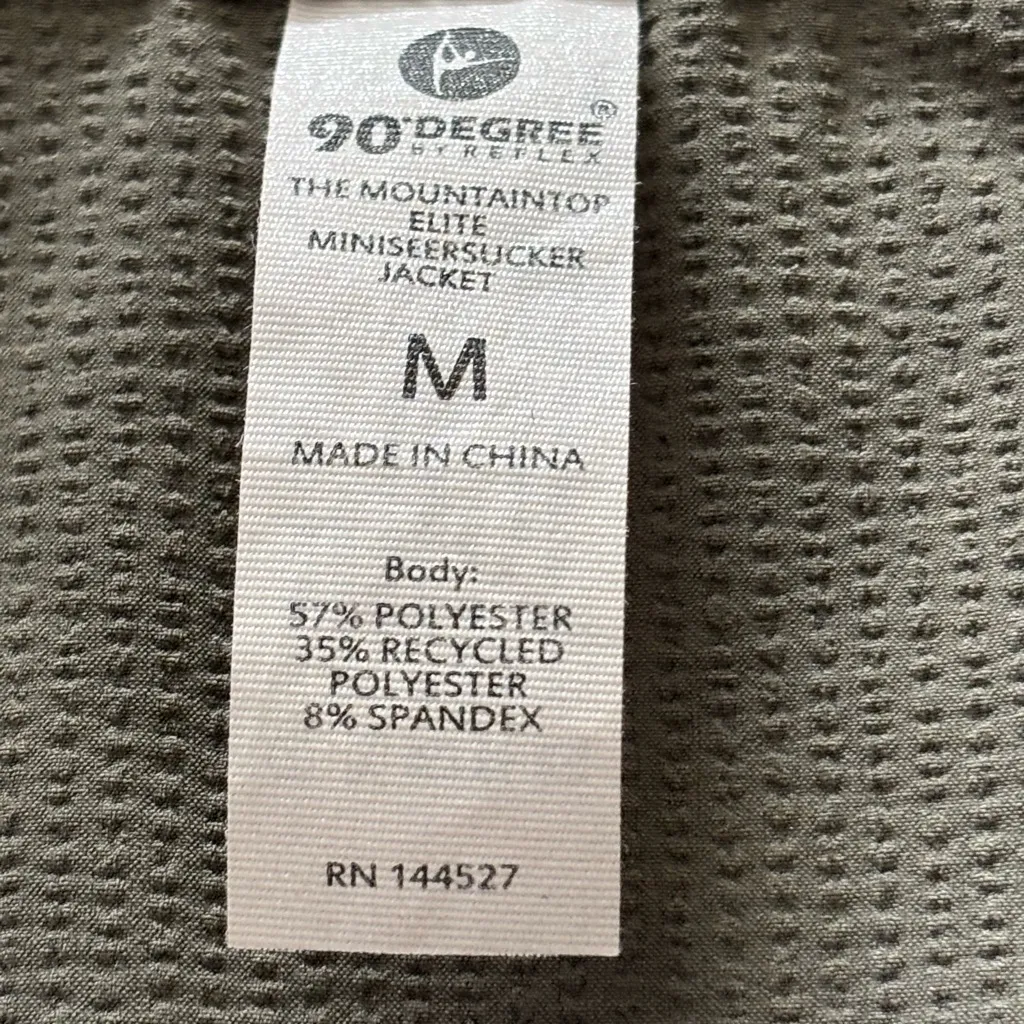 90°DEGREE®
BY REFLEX
THE MOUNTAINTOP
ELITE
MINISEERSUCKER
JACKET
M
MADE IN CHINA
Body:
57% POLYESTER
35% RECYCLED
POLYESTER
8% SPANDEX
RN 144527